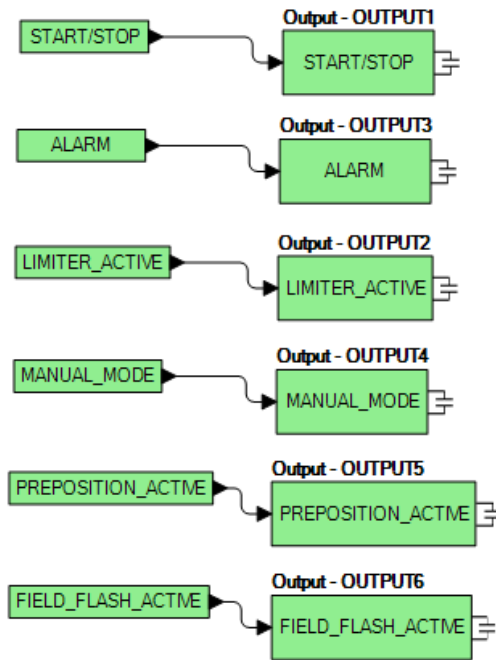 Output - OUTPUT1
START/STOP
START/STOP
Output - OUTPUT3
ALARM
ALARM
Output - OUTPUT2
LIMITER_ACTIVE
LIMITER_ACTIVE
Output - OUTPUT4
MANUAL_MODE
MANUAL_MODE
Output - OUTPUT5
PREPOSITION_ACTIVE
PREPOSITION_ACTIVE
Output - OUTPUT6
FIELD_FLASH_ACTIVE
FIELD_FLASH_ACTIVE